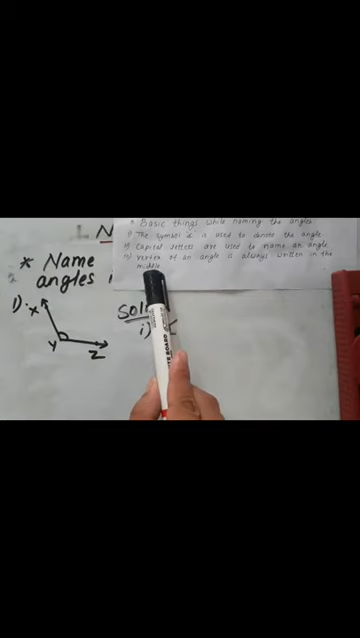 * Basic things while naming the angles
i) The symbol ∠ is used to denote the angle
ii) Capital letters are used to name an angle
iii) Vertex of an angle is always written in the middle
1. N
* Name
angles
1)
X
Y
Z
Sol
i) ∠